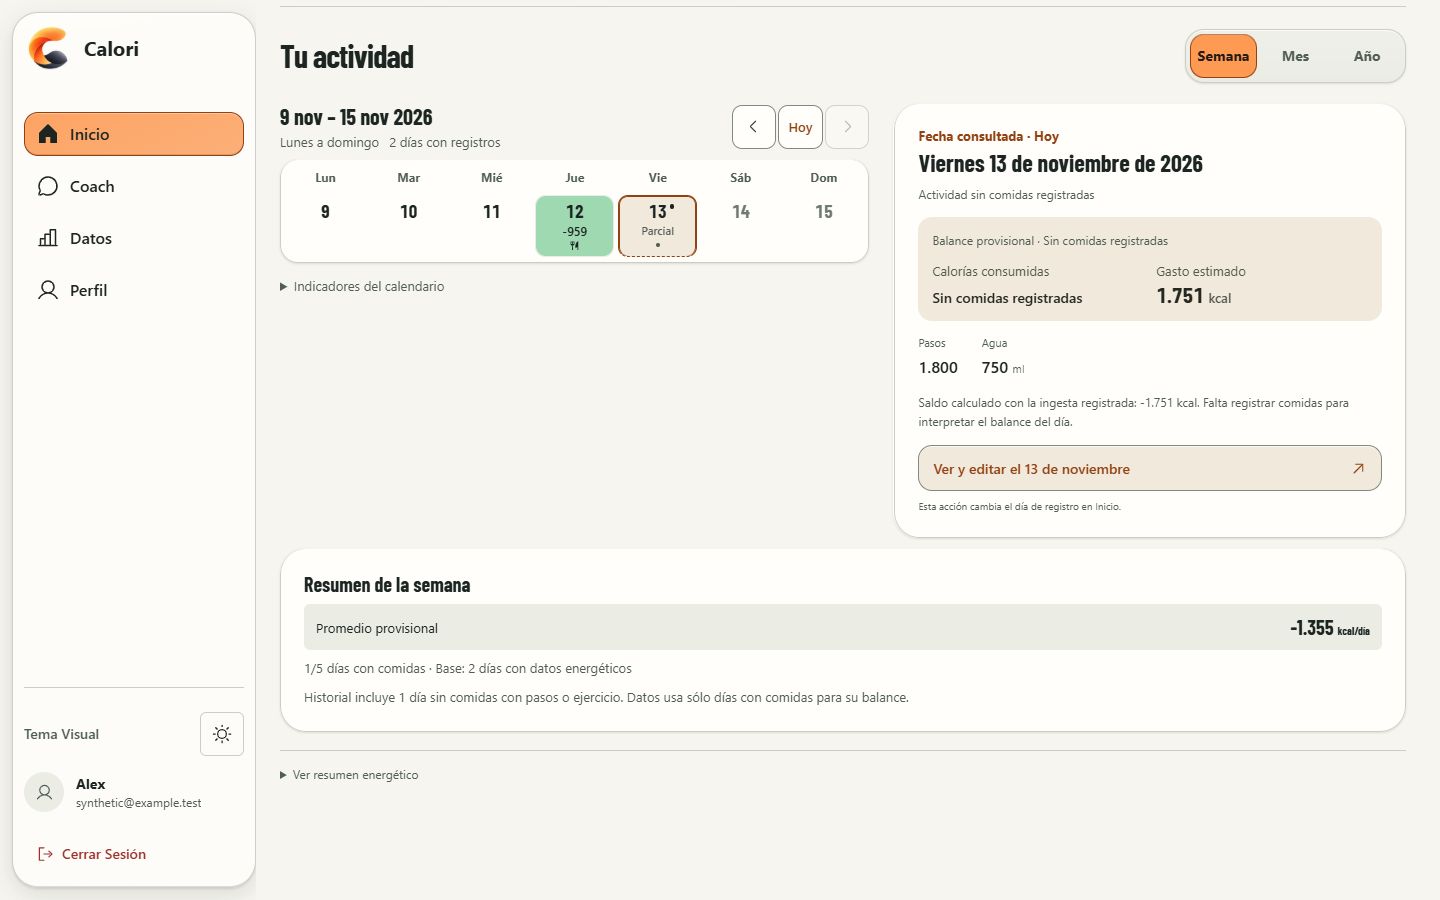 Calori
Inicio
Coach
Datos
Perfil
Tema Visual
Alex
synthetic@example.test
Cerrar Sesión
Tu actividad
Semana Mes Año
9 nov – 15 nov 2026
Lunes a domingo 2 días con registros
Hoy
Lun Mar Mié Jue Vie Sáb Dom
9 10 11 12 13 14 15
-959 Parcial
Indicadores del calendario
Fecha consultada · Hoy
Viernes 13 de noviembre de 2026
Actividad sin comidas registradas
Balance provisional · Sin comidas registradas
Calorías consumidas Gasto estimado
Sin comidas registradas 1.751 kcal
Pasos Agua
1.800 750 ml
Saldo calculado con la ingesta registrada: -1.751 kcal. Falta registrar comidas para
interpretar el balance del día.
Ver y editar el 13 de noviembre
Esta acción cambia el día de registro en Inicio.
Resumen de la semana
Promedio provisional -1.355 kcal/día
1/5 días con comidas · Base: 2 días con datos energéticos
Historial incluye 1 día sin comidas con pasos o ejercicio. Datos usa sólo días con comidas para su balance.
Ver resumen energético